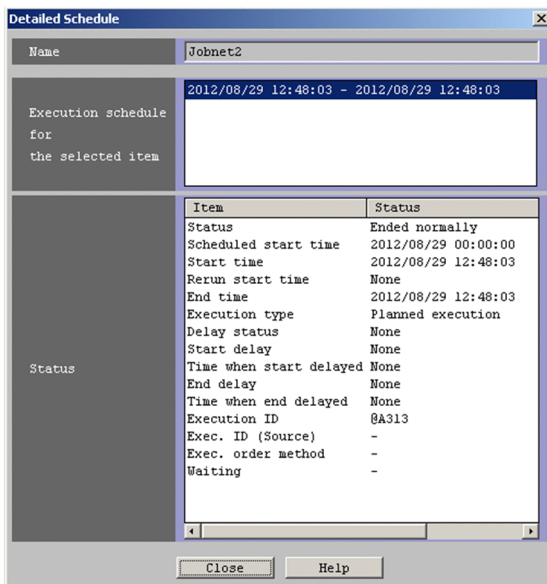 Detailed Schedule
Name
Jobnet2
Execution schedule
for
the selected item
2012/08/29 12:48:03 - 2012/08/29 12:48:03
Status
Item Status
Status Ended normally
Scheduled start time 2012/08/29 00:00:00
Start time 2012/08/29 12:48:03
Rerun start time None
End time 2012/08/29 12:48:03
Execution type Planned execution
Delay status None
Start delay None
Time when start delayed None
End delay None
Time when end delayed None
Execution ID @A313
Exec. ID (Source) -
Exec. order method -
Waiting -
Close Help